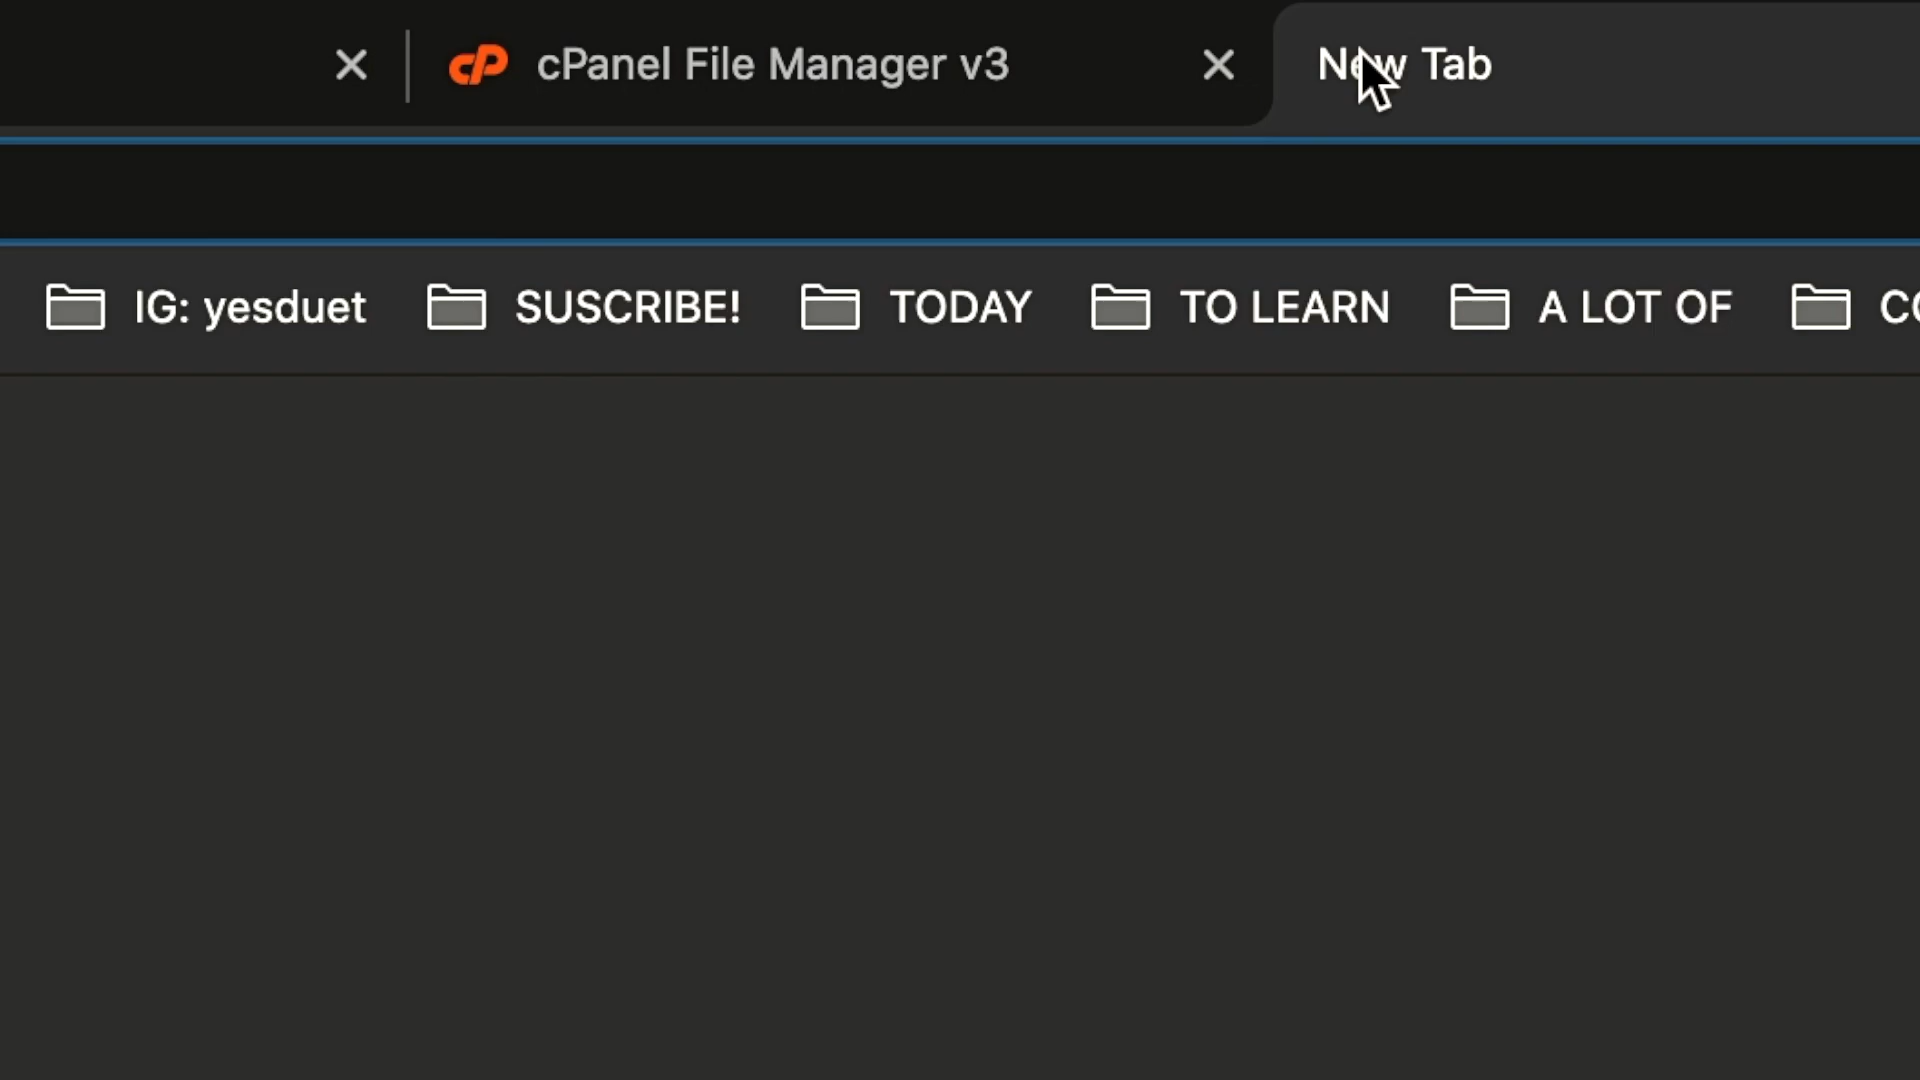 cPanel File Manager v3
New Tab
IG: yesduet SUSCRIBE! TODAY TO LEARN A LOT OF